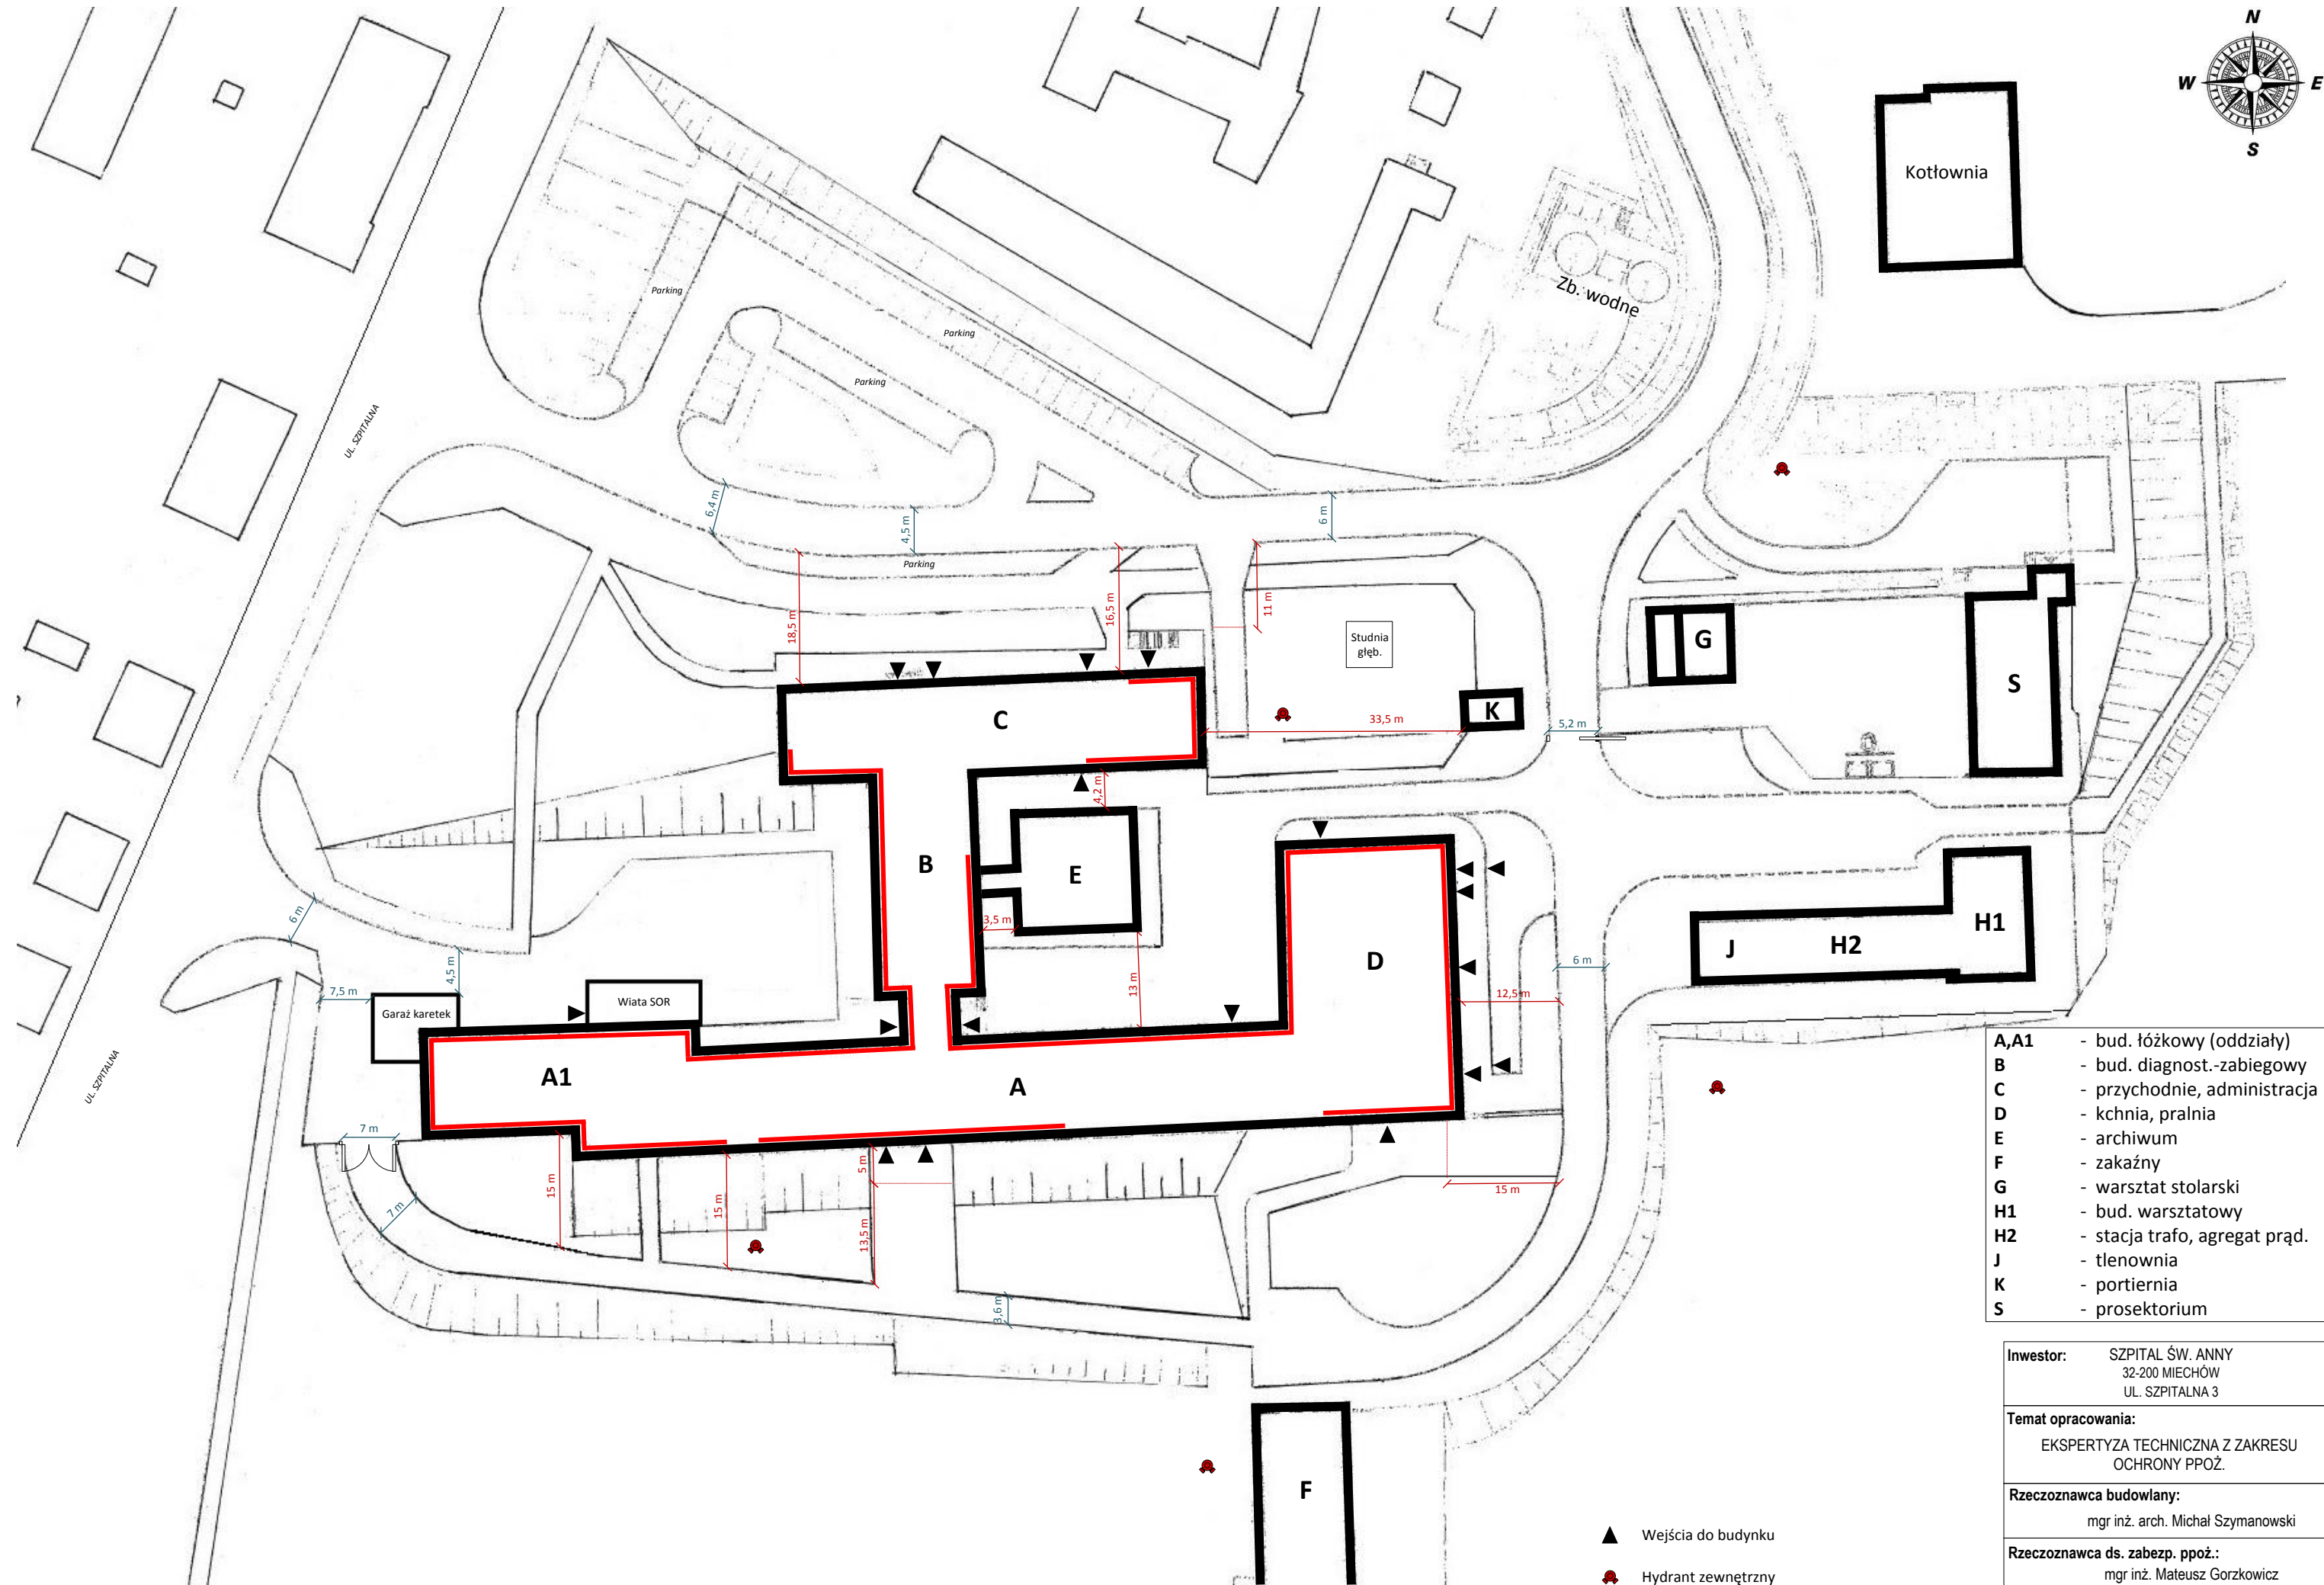 N
W
E
S
Kotłownia
Zb. wodne
Parking
Parking
Parking
UL. SZPITALNA
6,4 m
4,5 m
6 m
Parking
18,5 m
16,5 m
11 m
Studnia
głęb.
G
S
C
33,5 m
K
5,2 m
4,2 m
B
E
3,5 m
6 m
4,5 m
13 m
D
J
H2
H1
6 m
12,5 m
7,5 m
Garaż karetek
Wiata SOR
A1
A
UL. SZPITALNA
7 m
7 m
15 m
15 m
5 m
13,5 m
15 m
3,6 m
F
A,A1 - bud. łóżkowy (oddziały)
B - bud. diagnost.-zabiegowy
C - przychodnie, administracja
D - kchnia, pralnia
E - archiwum
F - zakaźny
G - warsztat stolarski
H1 - bud. warsztatowy
H2 - stacja trafo, agregat prąd.
J - tlenownia
K - portiernia
S - prosektorium
Inwestor: SZPITAL ŚW. ANNY
32-200 MIECHÓW
UL. SZPITALNA 3
Temat opracowania:
EKSPERTYZA TECHNICZNA Z ZAKRESU
OCHRONY PPOŻ.
Rzeczoznawca budowlany:
mgr inż. arch. Michał Szymanowski
Rzeczoznawca ds. zabezp. ppoż.:
mgr inż. Mateusz Gorzkowicz
Wejścia do budynku
Hydrant zewnętrzny